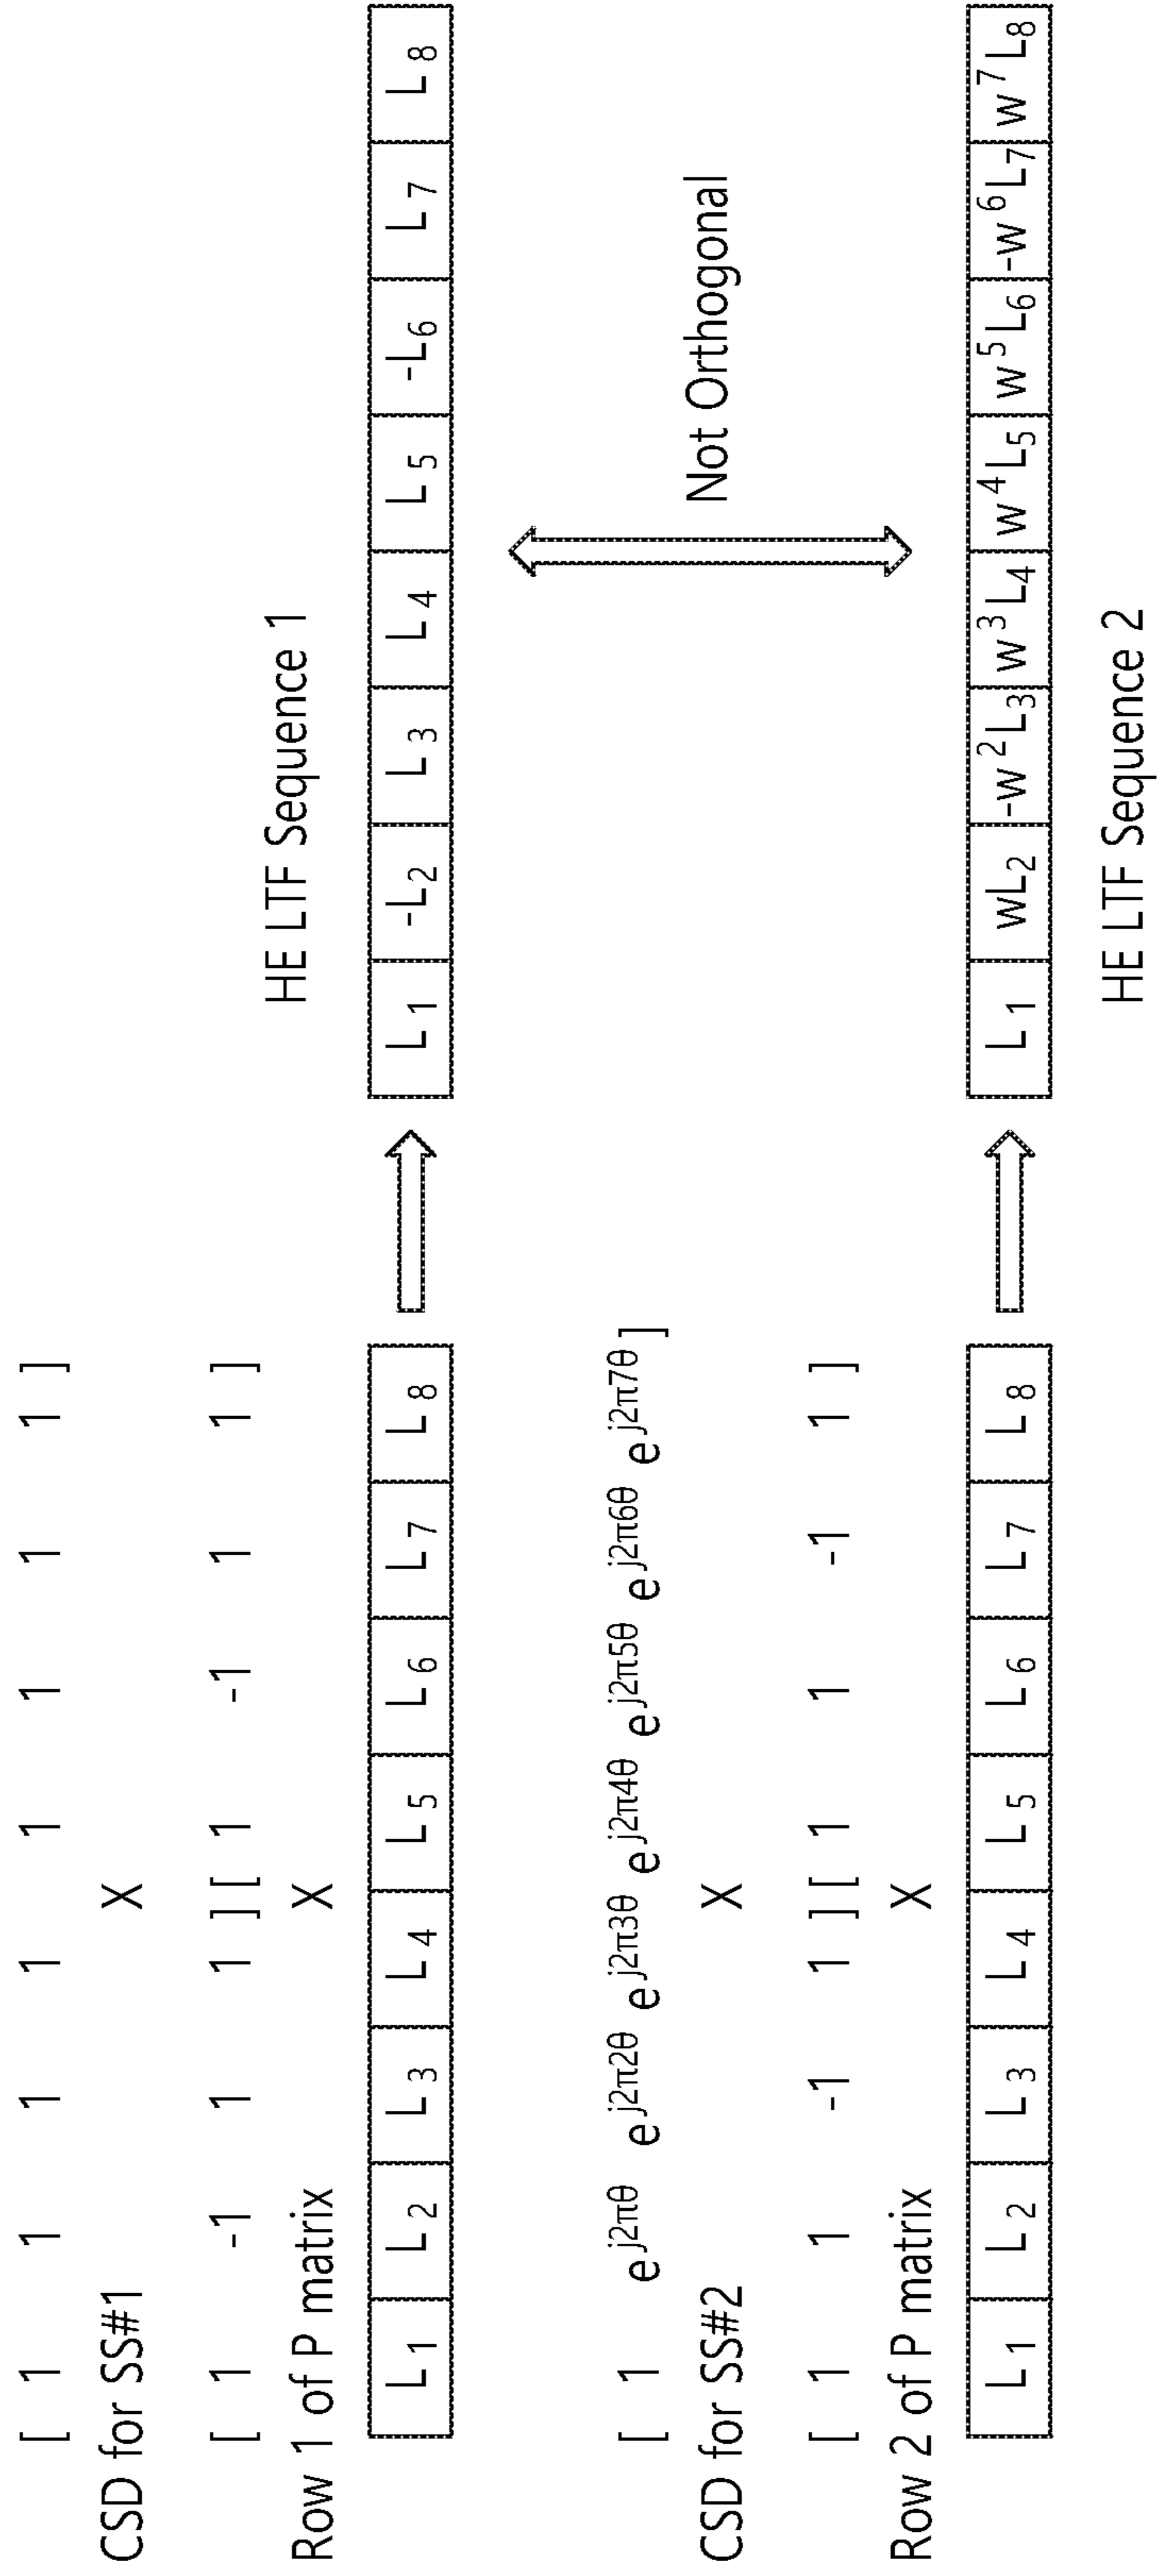 [ 1 1 1 1 1 1 1 1 ]
CSD for SS#1
X
[ 1 -1 1 1 ][ 1 -1 1 1 ]
Row 1 of P matrix
X
HE LTF Sequence 1
L1 L2 L3 L4 L5 L6 L7 L8
L1 -L2 L3 L4 L5 -L6 L7 L8
Not Orthogonal
[ 1 e^j2πθ e^j2π2θ e^j2π3θ e^j2π4θ e^j2π5θ e^j2π6θ e^j2π7θ ]
CSD for SS#2
X
[ 1 1 -1 1 ][ 1 1 -1 1 ]
Row 2 of P matrix
X
L1 L2 L3 L4 L5 L6 L7 L8
L1 wL2 -w^2L3 w^3L4 w^4L5 w^5L6 -w^6L7 w^7L8
HE LTF Sequence 2